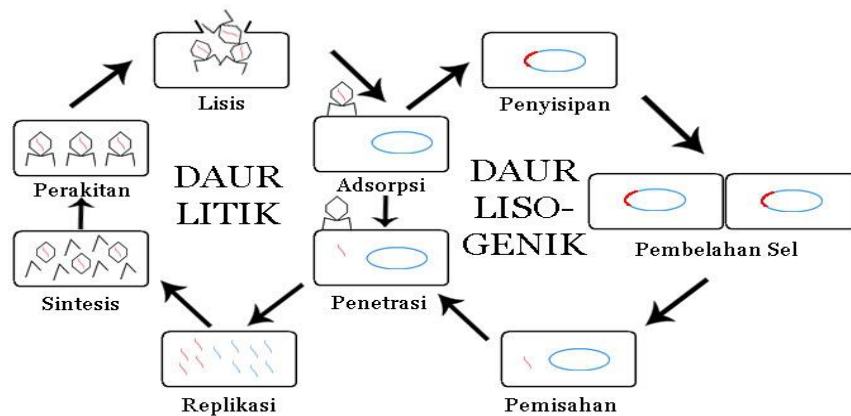 Lisis
Penyisipan
Perakitan
DAUR
LITIK
Adsorpsi
DAUR
LISO-
GENIK
Pembelahan Sel
Sintesis
Penetrasi
Replikasi
Pemisahan